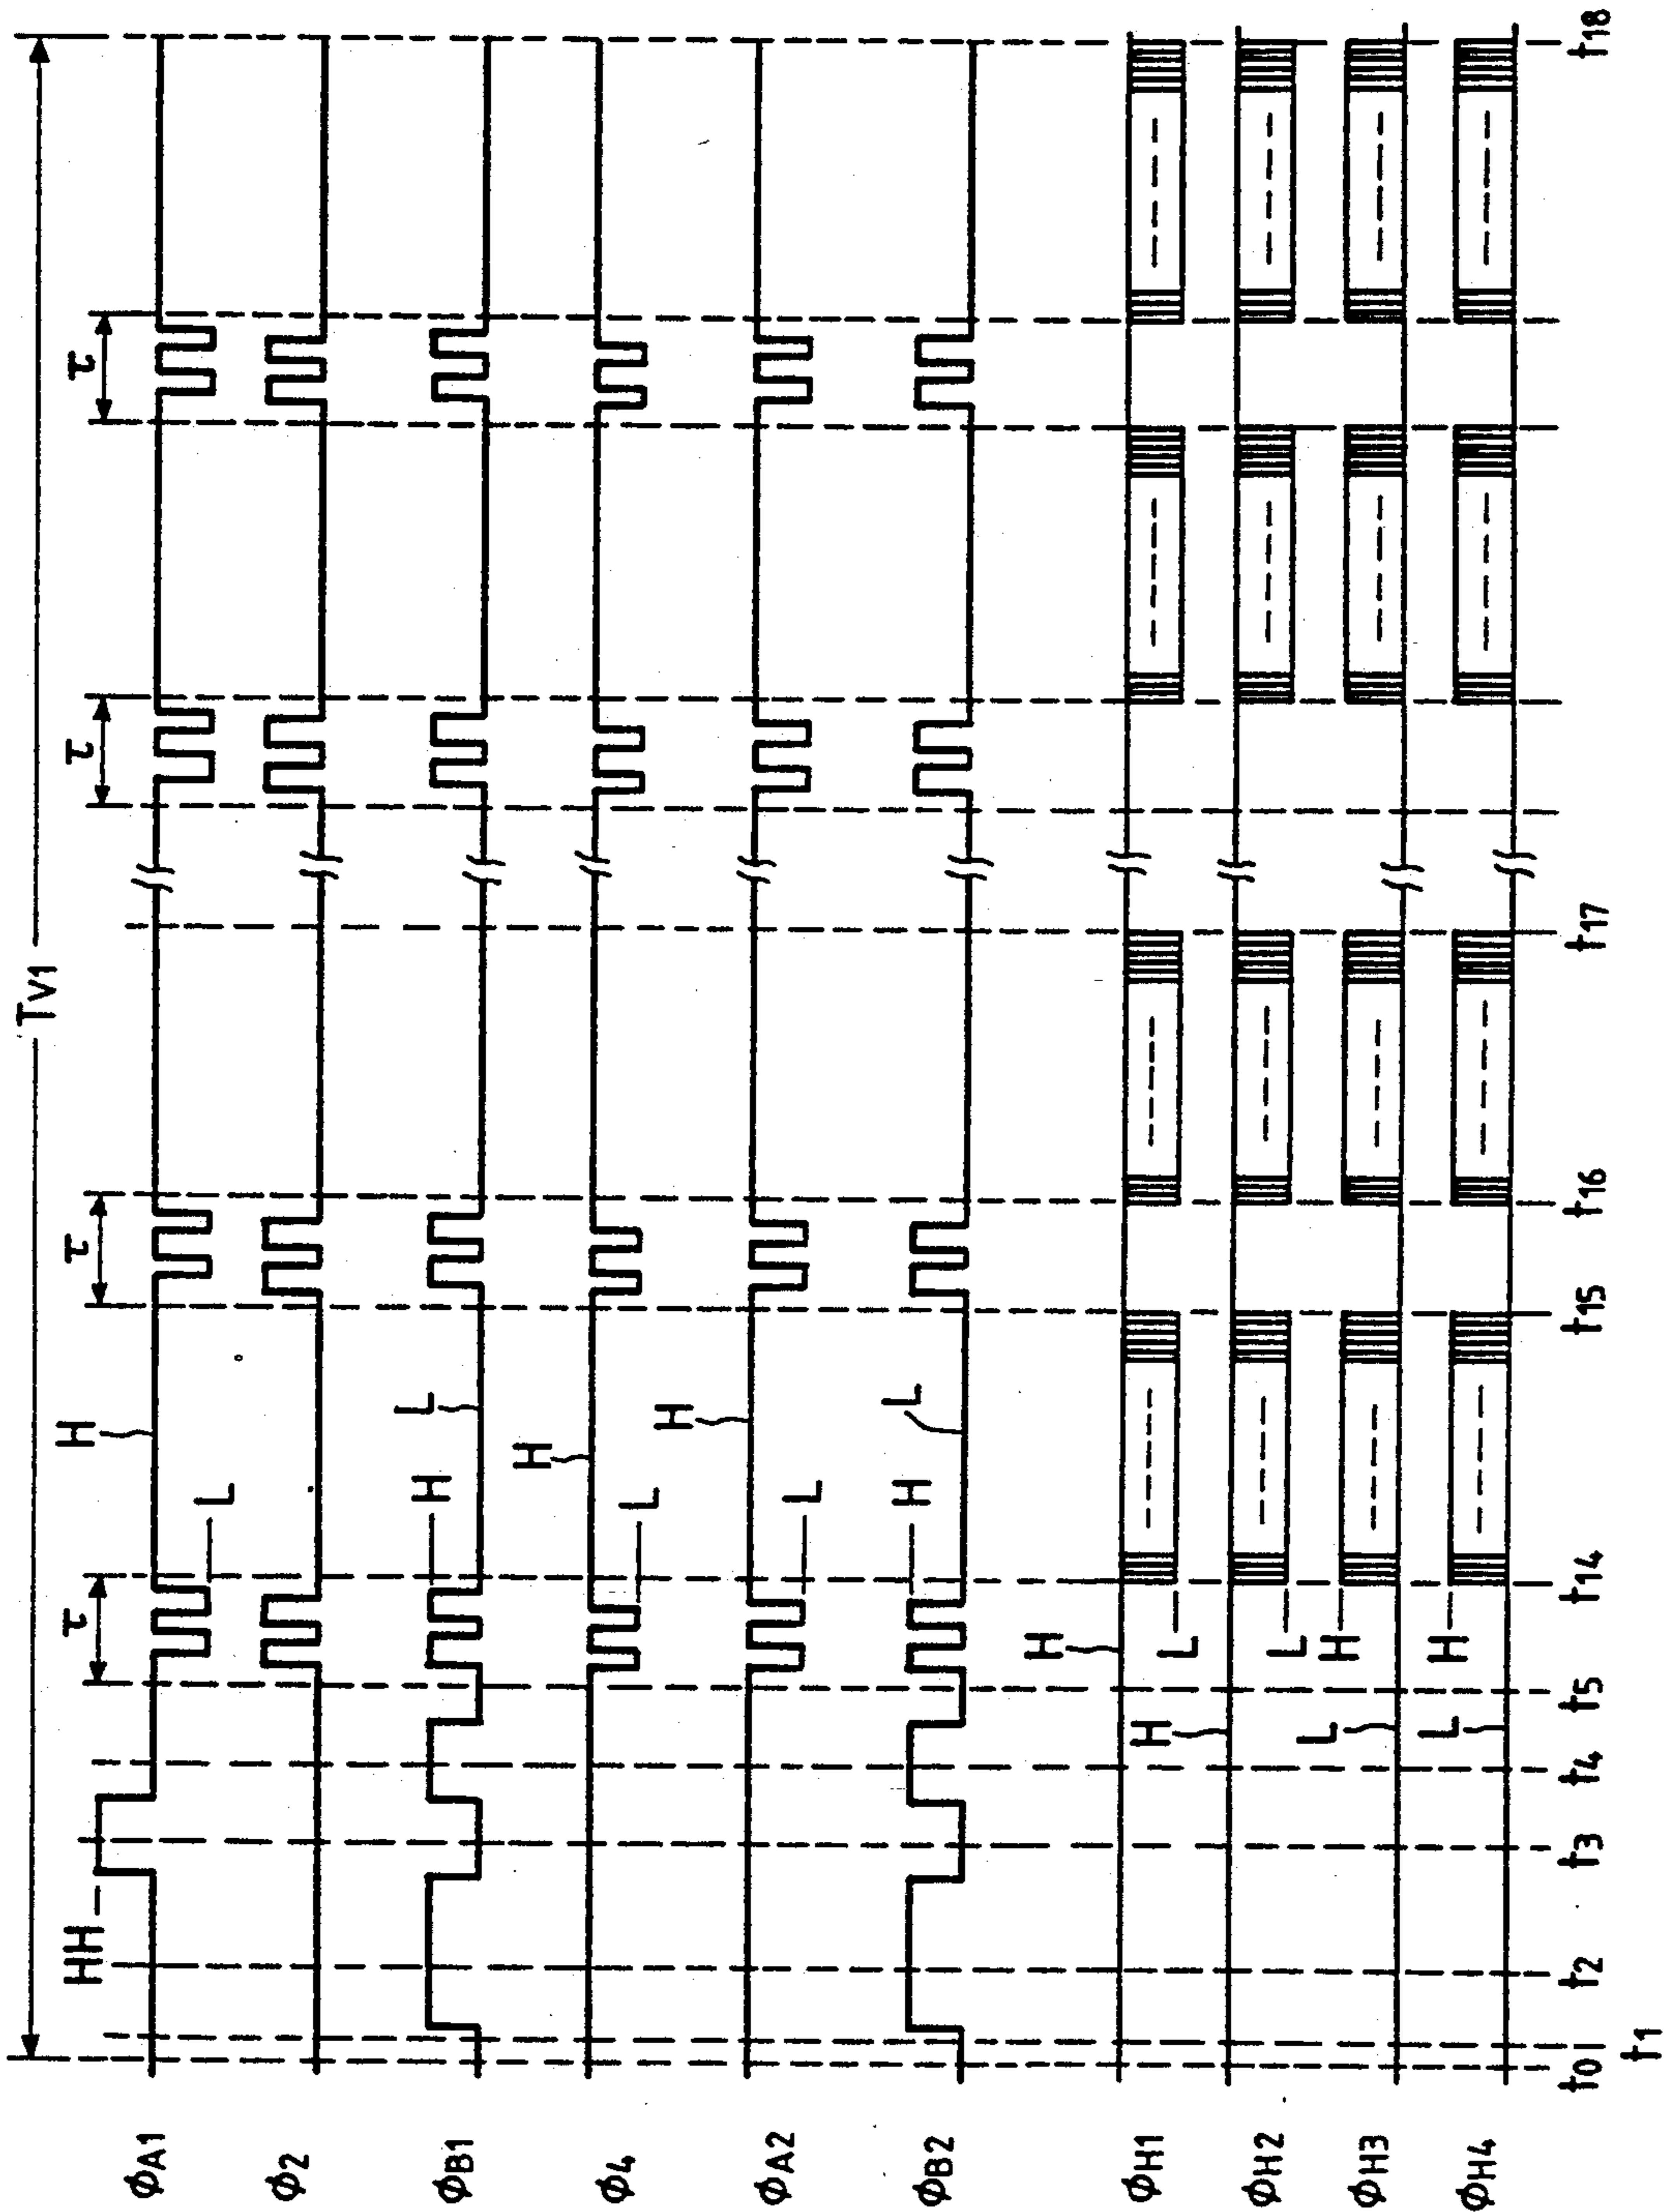 TV1
τ τ τ τ
ΦA1 HH L H
Φ2
ΦB1 H L
Φ4 L H
ΦA2 L H
ΦB2 H L
ΦH1 H L
ΦH2 H L
ΦH3 L H
ΦH4 L H
t0 t1 t2 t3 t4 t5 t14 t15 t16 t17 t18